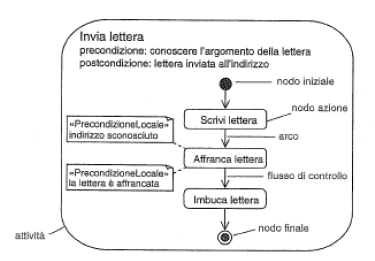 Invia lettera
precondizione: conoscere l'argomento della lettera
postcondizione: lettera inviata all'indirizzo
nodo iniziale
nodo azione
Scrivi lettera
«PrecondizioneLocale»
indirizzo sconosciuto
arco
Affranca lettera
«PrecondizioneLocale»
la lettera è affrancata
flusso di controllo
Imbuca lettera
nodo finale
attività